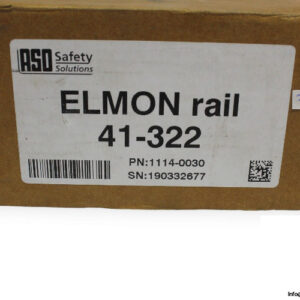 ASO Safety
Solutions
ELMON rail
41-322
PN:1114-0030
SN:190332677